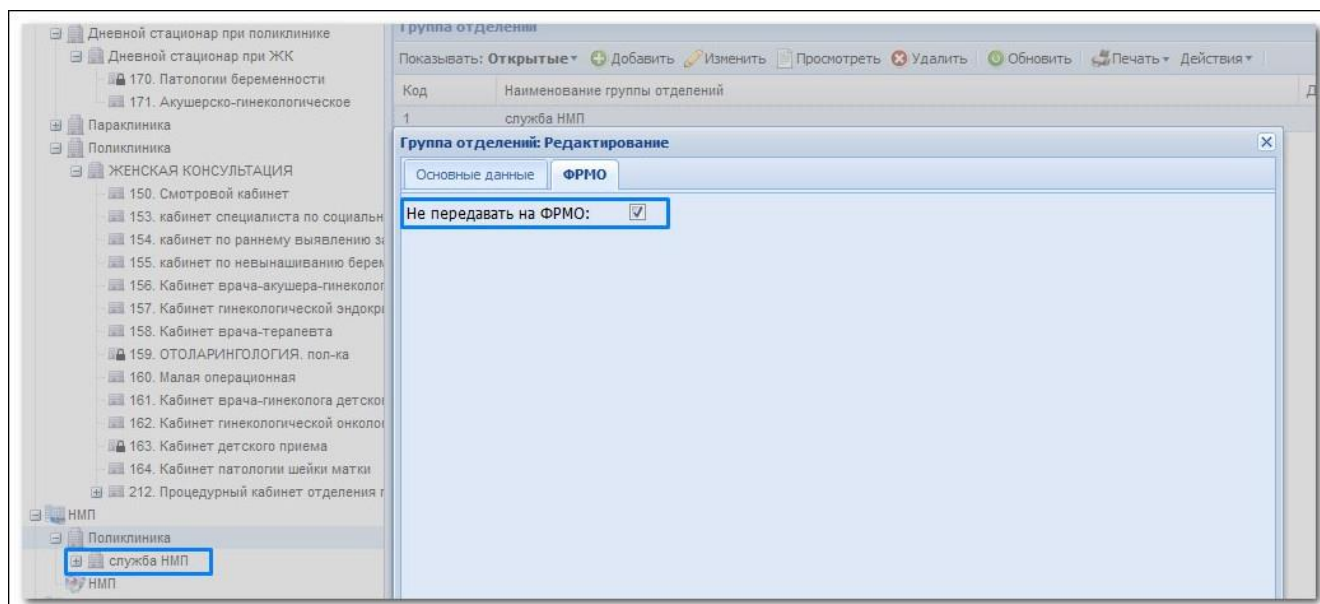 Дневной стационар при поликлинике
Дневной стационар при ЖК
170. Патологии беременности
171. Акушерско-гинекологическое
Параклиника
Поликлиника
ЖЕНСКАЯ КОНСУЛЬТАЦИЯ
150. Смотровой кабинет
153. кабинет специалиста по социальн
154. кабинет по раннему выявлению за
155. кабинет по невынашиванию берем
156. Кабинет врача-акушера-гинеколог
157. Кабинет гинекологической эндокри
158. Кабинет врача-терапевта
159. ОТОЛАРИНГОЛОГИЯ. пол-ка
160. Малая операционная
161. Кабинет врача-гинеколога детског
162. Кабинет гинекологической онколог
163. Кабинет детского приема
164. Кабинет патологии шейки матки
212. Процедурный кабинет отделения п
НМП
Поликлиника
служба НМП
НМП
Группа отделений
Показывать: Открытые Добавить Изменить Просмотреть Удалить Обновить Печать Действия
Код Наименование группы отделений Д
1 служба НМП
Группа отделений: Редактирование
Основные данные ФРМО
Не передавать на ФРМО: